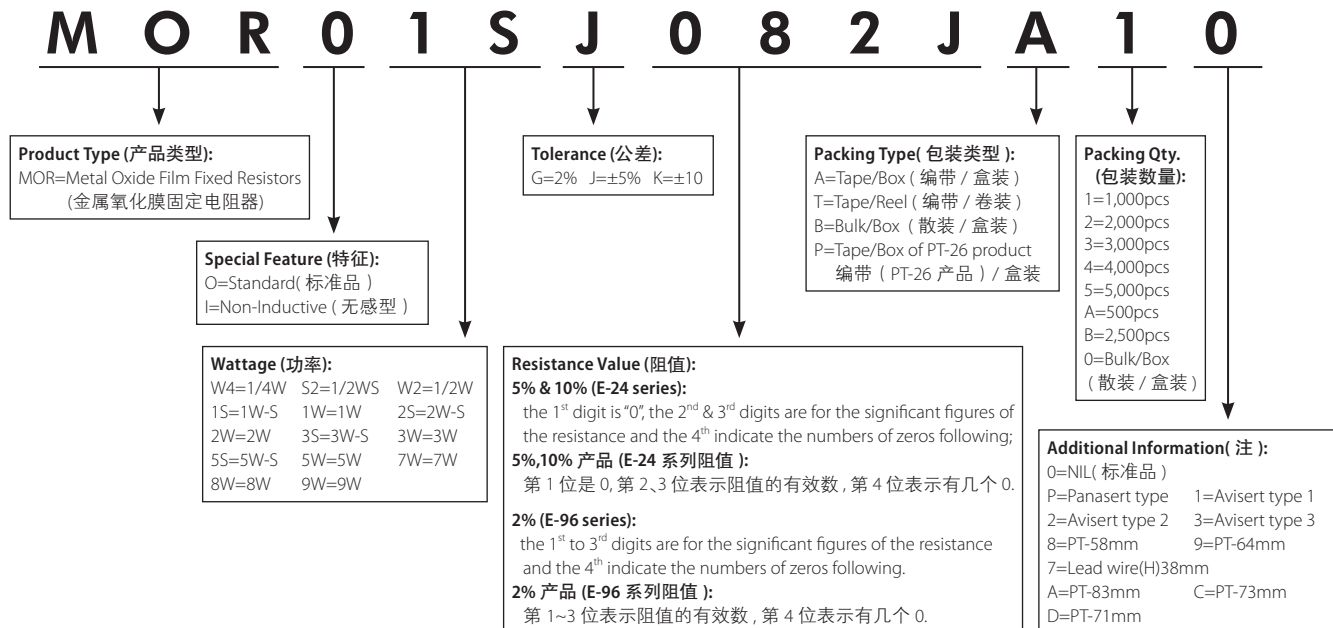 MOR01SJ082JA10
Product Type (产品类型):
MOR=Metal Oxide Film Fixed Resistors
(金属氧化膜固定电阻器)
Special Feature (特征):
O=Standard( 标准品 )
I=Non-Inductive ( 无感型 )
Wattage (功率):
W4=1/4W S2=1/2WS W2=1/2W
1S=1W-S 1W=1W 2S=2W-S
2W=2W 3S=3W-S 3W=3W
5S=5W-S 5W=5W 7W=7W
8W=8W 9W=9W
Tolerance (公差):
G=2% J=±5% K=±10
Resistance Value (阻值):
5% & 10% (E-24 series):
the 1st digit is "0", the 2nd & 3rd digits are for the significant figures of
the resistance and the 4th indicate the numbers of zeros following;
5%,10% 产品 (E-24 系列阻值 ):
第 1 位是 0, 第 2、3 位表示阻值的有效数 , 第 4 位表示有几个 0.
2% (E-96 series):
the 1st to 3rd digits are for the significant figures of the resistance
and the 4th indicate the numbers of zeros following.
2% 产品 (E-96 系列阻值 ):
第 1~3 位表示阻值的有效数 , 第 4 位表示有几个 0.
Packing Type( 包装类型 ):
A=Tape/Box ( 编带 / 盒装 )
T=Tape/Reel ( 编带 / 卷装 )
B=Bulk/Box ( 散装 / 盒装 )
P=Tape/Box of PT-26 product
编带 ( PT-26 产品 ) / 盒装
Packing Qty.
(包装数量):
1=1,000pcs
2=2,000pcs
3=3,000pcs
4=4,000pcs
5=5,000pcs
A=500pcs
B=2,500pcs
0=Bulk/Box
( 散装 / 盒装 )
Additional Information( 注 ):
0=NIL( 标准品 )
P=Panasert type 1=Avisert type 1
2=Avisert type 2 3=Avisert type 3
8=PT-58mm 9=PT-64mm
7=Lead wire(H)38mm
A=PT-83mm C=PT-73mm
D=PT-71mm